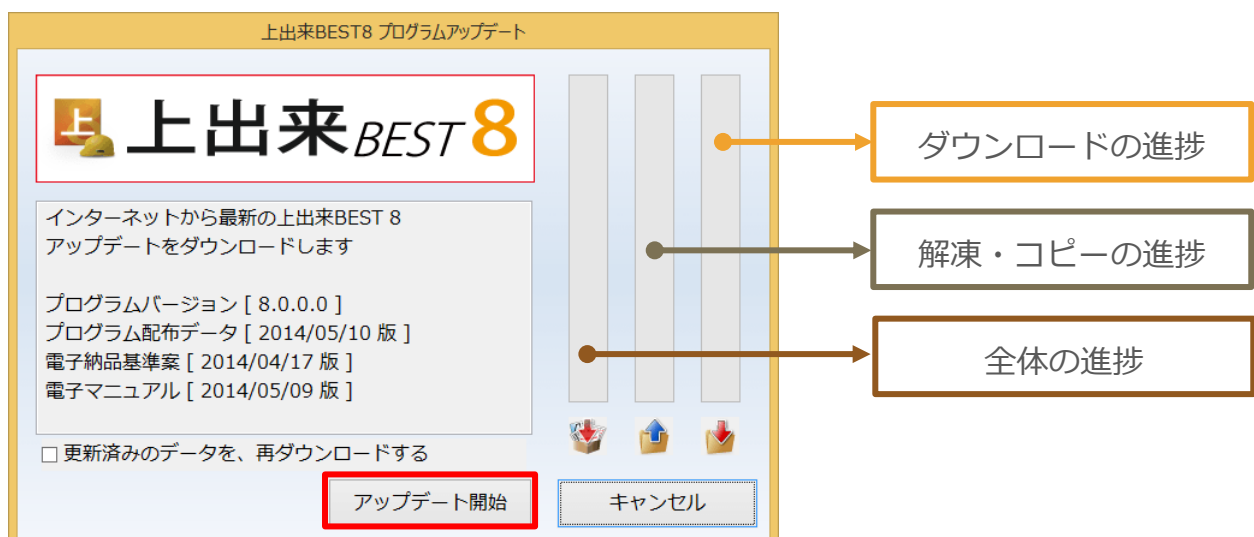 上出来BEST8 プログラムアップデート
上
上出来BEST 8
インターネットから最新の上出来BEST 8
アップデートをダウンロードします
プログラムバージョン [ 8.0.0.0 ]
プログラム配布データ [ 2014/05/10 版 ]
電子納品基準案 [ 2014/04/17 版 ]
電子マニュアル [ 2014/05/09 版 ]
更新済みのデータを、再ダウンロードする
アップデート開始
キャンセル
ダウンロードの進捗
解凍・コピーの進捗
全体の進捗